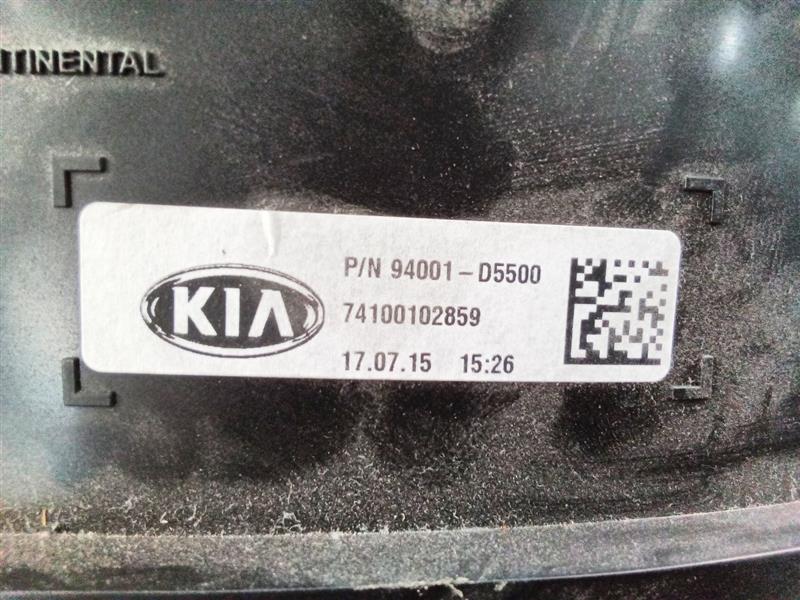 TINENTAL
KIA
P/N 94001-D5500
74100102859
17.07.15 15:26